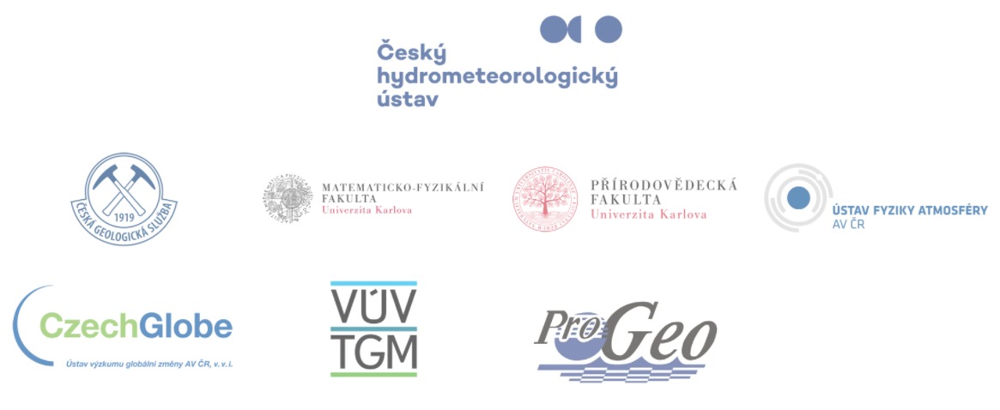 Český
hydrometeorologický
ústav
1919
ČESKÁ GEOLOGICKÁ SLUŽBA
MATEMATICKO-FYZIKÁLNÍ
FAKULTA
Univerzita Karlova
PŘÍRODOVĚDECKÁ
FAKULTA
Univerzita Karlova
ÚSTAV FYZIKY ATMOSFÉRY
AV ČR
CzechGlobe
Ústav výzkumu globální změny AV ČR, v. v. i.
VÚV
TGM
ProGeo